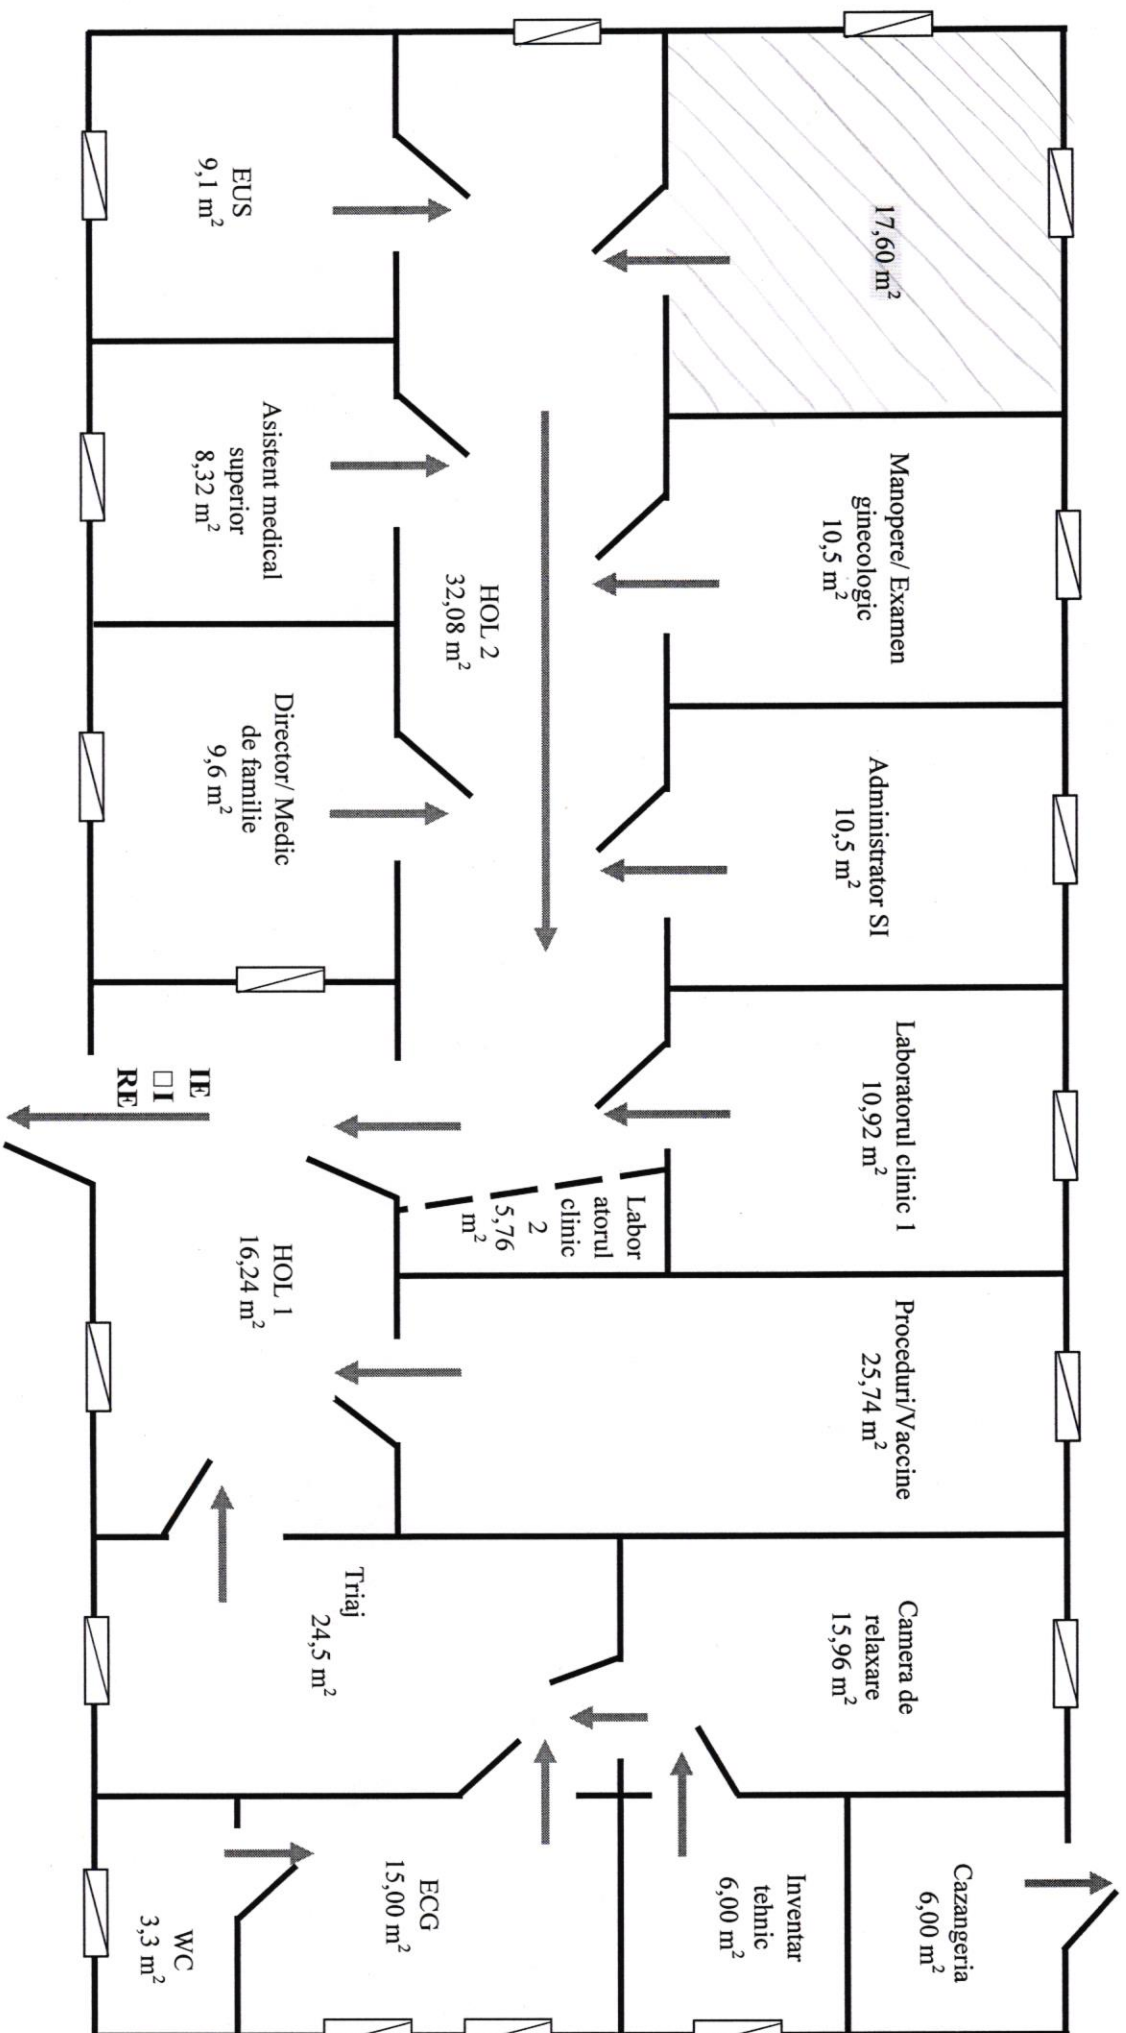 17,60 m²
Manopere/ Examen
ginecologic
10,5 m²
Administrator SI
10,5 m²
Laboratorul clinic 1
10,92 m²
Proceduri/Vaccine
25,74 m²
Camera de
relaxare
15,96 m²
Cazangeria
6,00 m²
Inventar
tehnic
6,00 m²
Labor
atorul
clinic
2
5,76
m²
HOL 2
32,08 m²
EUS
9,1 m²
Asistent medical
superior
8,32 m²
Director/ Medic
de familie
9,6 m²
IE
□I
RE
HOL 1
16,24 m²
Triaj
24,5 m²
ECG
15,00 m²
WC
3,3 m²